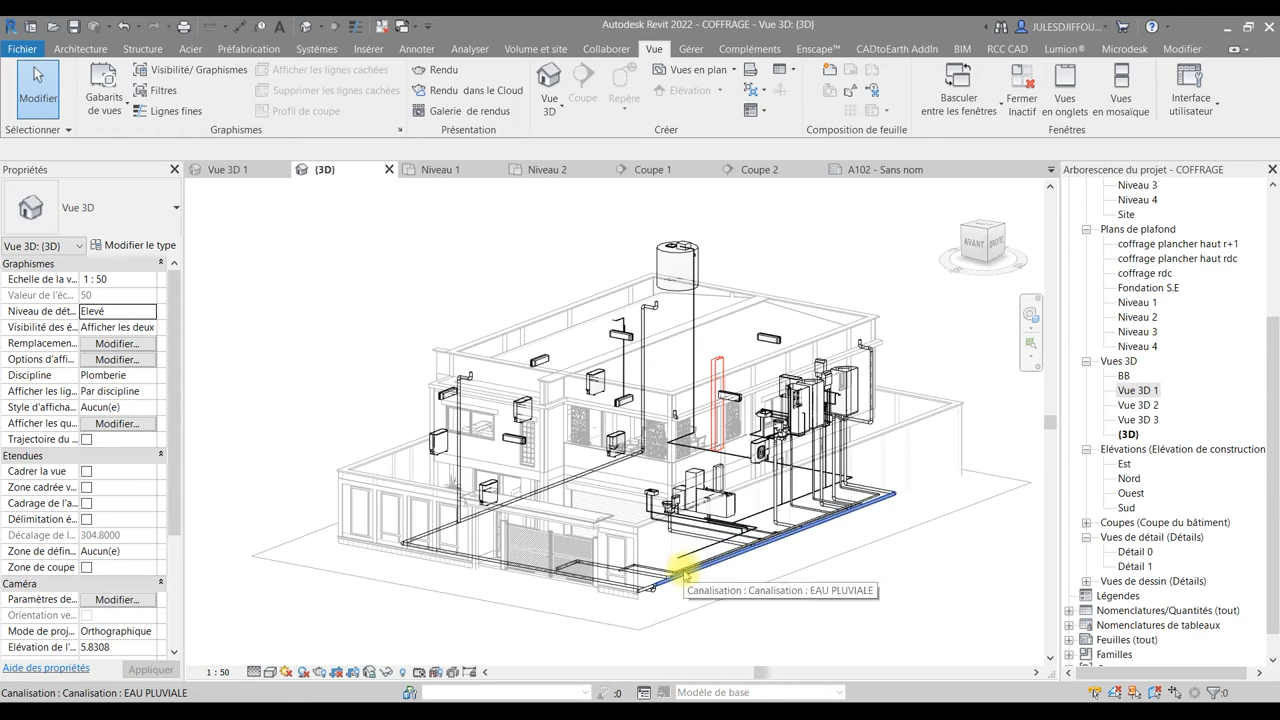 Autodesk Revit 2022 - COFFRAGE - Vue 3D: {3D}
JULESDJIFFOU...
Fichier Architecture Structure Acier Préfabrication Systèmes Insérer Annoter Analyser Volume et site Collaborer Vue Gérer Compléments Enscape™ CADtoEarth AddIn BIM RCC CAD Lumion® Microdesk Modifier
Modifier
Gabarits
de vues
Visibilité/ Graphismes
Filtres
Lignes fines
Afficher les lignes cachées
Supprimer les lignes cachées
Profil de coupe
Rendu
Rendu dans le Cloud
Galerie de rendus
Vue
3D
Coupe
Repère
Vues en plan
Élévation
Basculer
entre les fenêtres
Fermer
Inactif
Vues
en onglets
Vues
en mosaïque
Interface
utilisateur
Sélectionner
Graphismes
Présentation
Créer
Composition de feuille
Fenêtres
Propriétés
Vue 3D 1
{3D}
Niveau 1
Niveau 2
Coupe 1
Coupe 2
A102 - Sans nom
Arborescence du projet - COFFRAGE
Vue 3D
Vue 3D: {3D}
Modifier le type
Graphismes
Echelle de la v... 1 : 50
Valeur de l'éc... 50
Niveau de dét... Elevé
Visibilité des é... Afficher les deux
Remplacemen... Modifier...
Options d'affi... Modifier...
Discipline Plomberie
Afficher les lig... Par discipline
Style d'afficha... Aucun(e)
Afficher les qu... Modifier...
Trajectoire du ...
Etendues
Cadrer la vue
Zone cadrée v...
Cadrage de l'a...
Délimitation é...
Décalage de l... 304.8000
Zone de défin... Aucun(e)
Zone de coupe
Caméra
Paramètres de... Modifier...
Orientation ve...
Mode de proj... Orthographique
Elévation de l'... 5.8308
Aide des propriétés
Appliquer
AVANT
DROITE
Canalisation : Canalisation : EAU PLUVIALE
Niveau 3
Niveau 4
Site
Plans de plafond
coffrage plancher haut r+1
coffrage plancher haut rdc
coffrage rdc
Fondation S.E
Niveau 1
Niveau 2
Niveau 3
Niveau 4
Vues 3D
BB
Vue 3D 1
Vue 3D 2
Vue 3D 3
{3D}
Elévations (Elévation de construction
Est
Nord
Ouest
Sud
Coupes (Coupe du bâtiment)
Vues de détail (Détails)
Détail 0
Détail 1
Vues de dessin (Détails)
Légendes
Nomenclatures/Quantités (tout)
Nomenclatures de tableaux
Feuilles (tout)
Familles
1 : 50
Canalisation : Canalisation : EAU PLUVIALE
:0
Modèle de base
:0